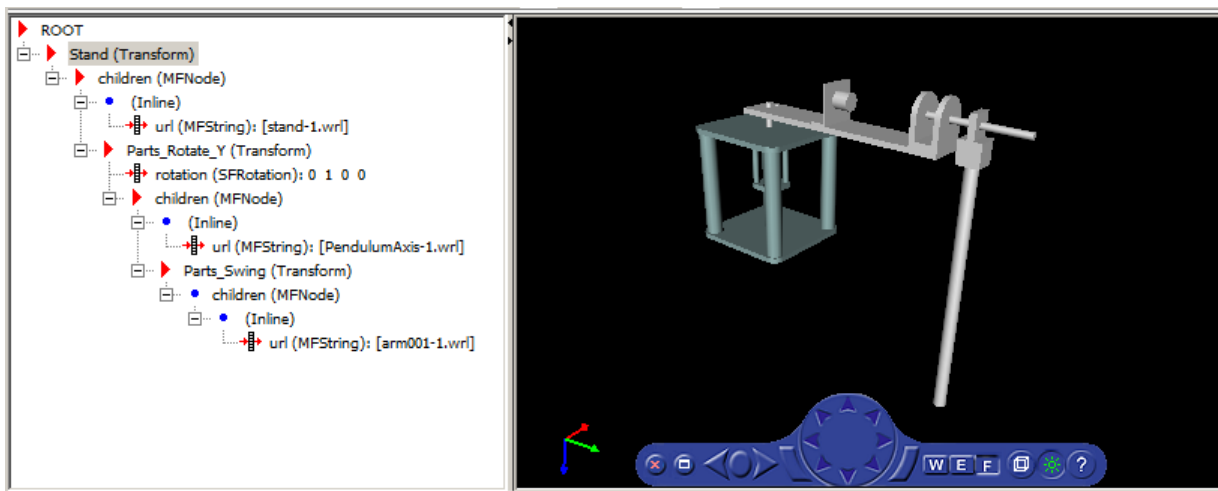 ROOT
Stand (Transform)
children (MFNode)
(Inline)
url (MFString): [stand-1.wrl]
Parts_Rotate_Y (Transform)
rotation (SFRotation): 0 1 0 0
children (MFNode)
(Inline)
url (MFString): [PendulumAxis-1.wrl]
Parts_Swing (Transform)
children (MFNode)
(Inline)
url (MFString): [arm001-1.wrl]
W E F ?